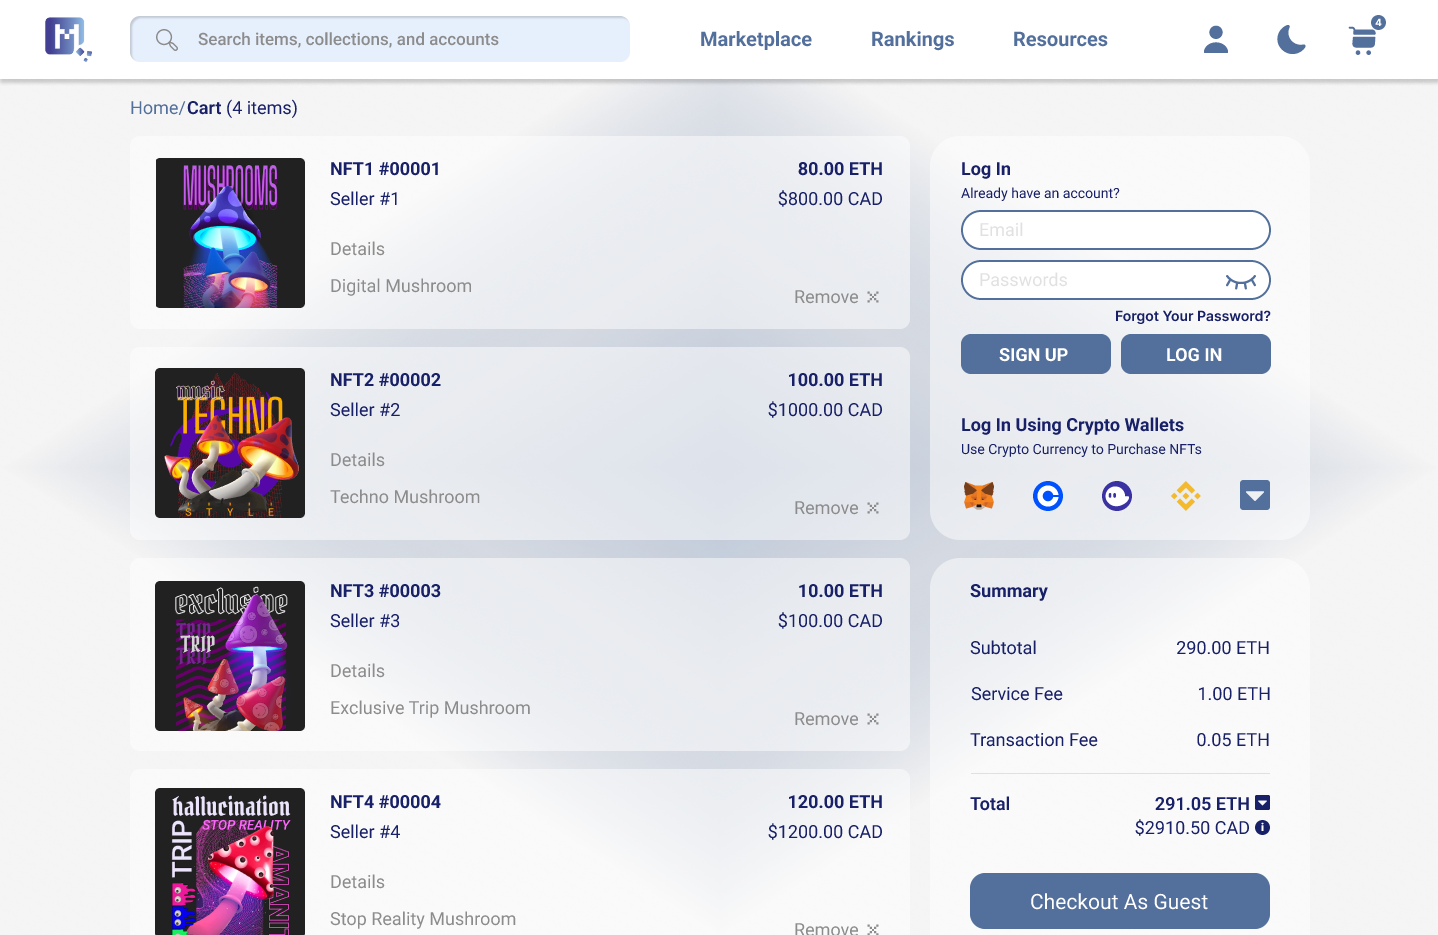 M
Search items, collections, and accounts
Marketplace
Rankings
Resources
4
Home/Cart (4 items)
MUSHROOMS
NFT1 #00001
80.00 ETH
Seller #1
$800.00 CAD
Details
Digital Mushroom
Remove
music
TECHNO
STYLE
NFT2 #00002
100.00 ETH
Seller #2
$1000.00 CAD
Details
Techno Mushroom
Remove
exclusive
TRIP
TRIP
TRIP
NFT3 #00003
10.00 ETH
Seller #3
$100.00 CAD
Details
Exclusive Trip Mushroom
Remove
hallucination
STOP REALITY
TRIP
NFT4 #00004
120.00 ETH
Seller #4
$1200.00 CAD
Details
Stop Reality Mushroom
Remove
Log In
Already have an account?
Email
Passwords
Forgot Your Password?
SIGN UP
LOG IN
Log In Using Crypto Wallets
Use Crypto Currency to Purchase NFTs
Summary
Subtotal
290.00 ETH
Service Fee
1.00 ETH
Transaction Fee
0.05 ETH
Total
291.05 ETH
$2910.50 CAD
Checkout As Guest